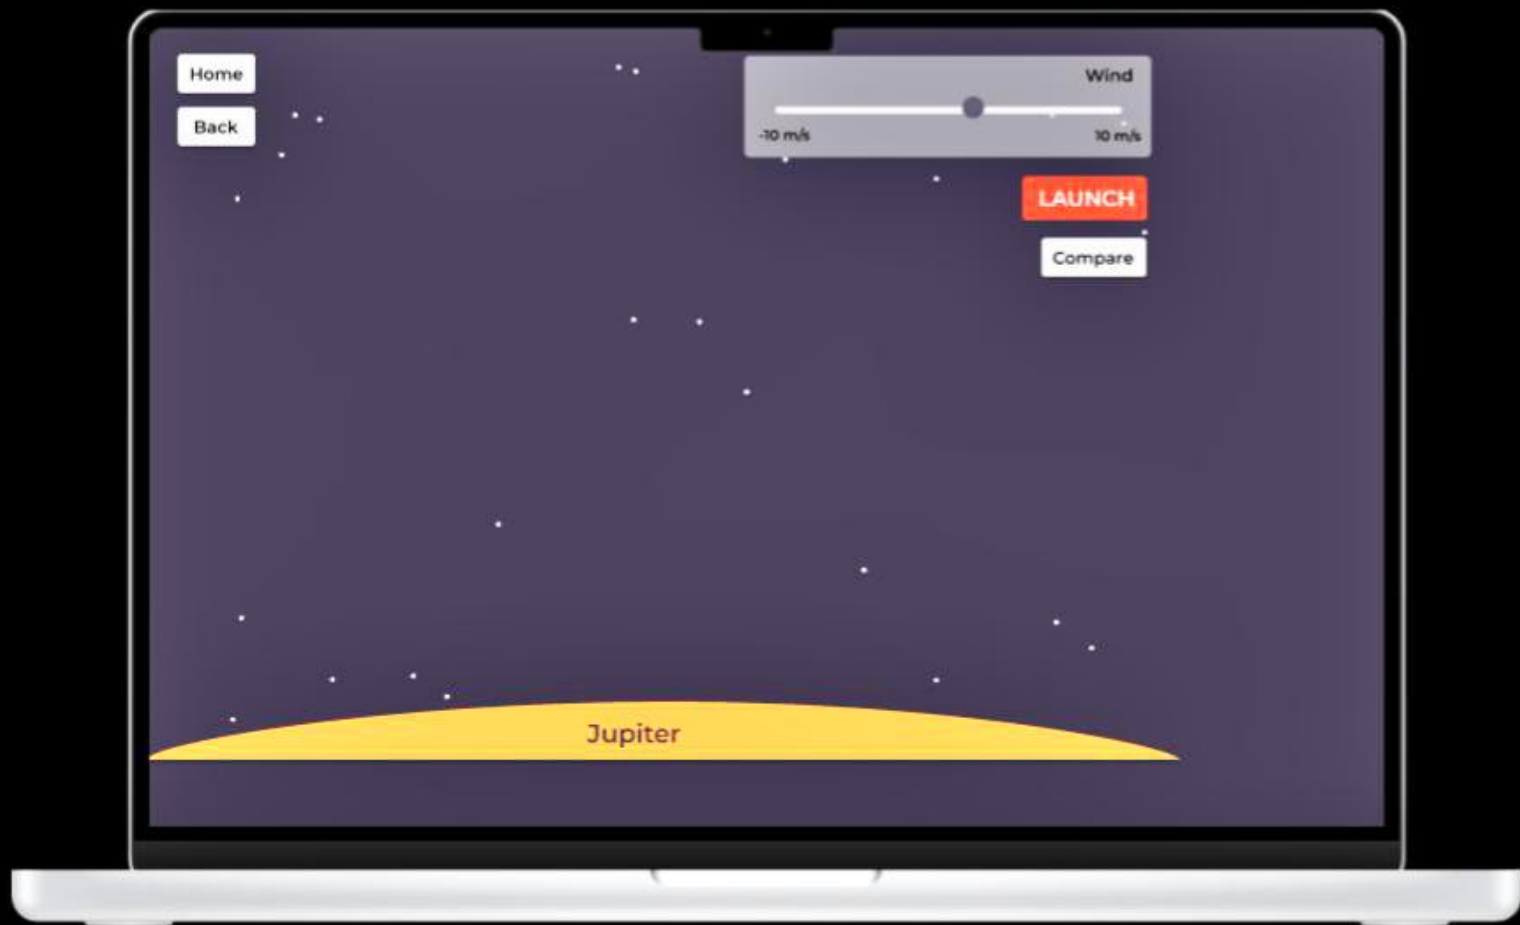 Home
Back
Wind
-10 m/s
10 m/s
LAUNCH
Compare
Jupiter